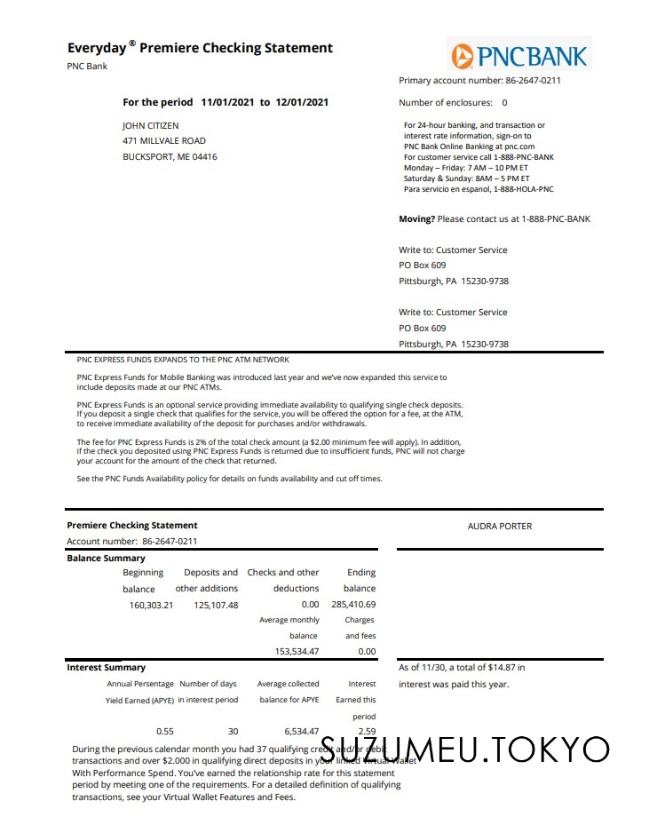 Everyday ® Premiere Checking Statement
PNC Bank
PNCBANK
Primary account number: 86-2647-0211
For the period 11/01/2021 to 12/01/2021
Number of enclosures: 0
JOHN CITIZEN
471 MILLVALE ROAD
BUCKSPORT, ME 04416
For 24-hour banking, and transaction or
interest rate information, sign-on to
PNC Bank Online Banking at pnc.com
For customer service call 1-888-PNC-BANK
Monday – Friday: 7 AM – 10 PM ET
Saturday & Sunday: 8AM – 5 PM ET
Para servicio en espanol, 1-888-HOLA-PNC
Moving? Please contact us at 1-888-PNC-BANK
Write to: Customer Service
PO Box 609
Pittsburgh, PA 15230-9738
Write to: Customer Service
PO Box 609
Pittsburgh, PA 15230-9738
PNC EXPRESS FUNDS EXPANDS TO THE PNC ATM NETWORK
PNC Express Funds for Mobile Banking was introduced last year and we've now expanded this service to
include deposits made at our PNC ATMs.
PNC Express Funds is an optional service providing immediate availability to qualifying single check deposits.
If you deposit a single check that qualifies for the service, you will be offered the option for a fee, at the ATM,
to receive immediate availability of the deposit for purchases and/or withdrawals.
The fee for PNC Express Funds is 2% of the total check amount (a $2.00 minimum fee will apply). In addition,
if the check you deposited using PNC Express Funds is returned due to insufficient funds, PNC will not charge
your account for the amount of the check that returned.
See the PNC Funds Availability policy for details on funds availability and cut off times.
Premiere Checking Statement
AUDRA PORTER
Account number: 86-2647-0211
Balance Summary
Beginning Deposits and Checks and other Ending
balance other additions deductions balance
160,303.21 125,107.48 0.00 285,410.69
Average monthly Charges
balance and fees
153,534.47 0.00
Interest Summary
As of 11/30, a total of $14.87 in
interest was paid this year.
Annual Persentage Number of days Average collected Interest
Yield Earned (APYE) in interest period balance for APYE Earned this
period
0.55 30 6,534.47 2.59
During the previous calendar month you had 37 qualifying credit and/or debit
transactions and over $2.000 in qualifying direct deposits in your linked Virtual Wallet
With Performance Spend. You've earned the relationship rate for this statement
period by meeting one of the requirements. For a detailed definition of qualifying
transactions, see your Virtual Wallet Features and Fees.
SUZUMEU.TOKYO